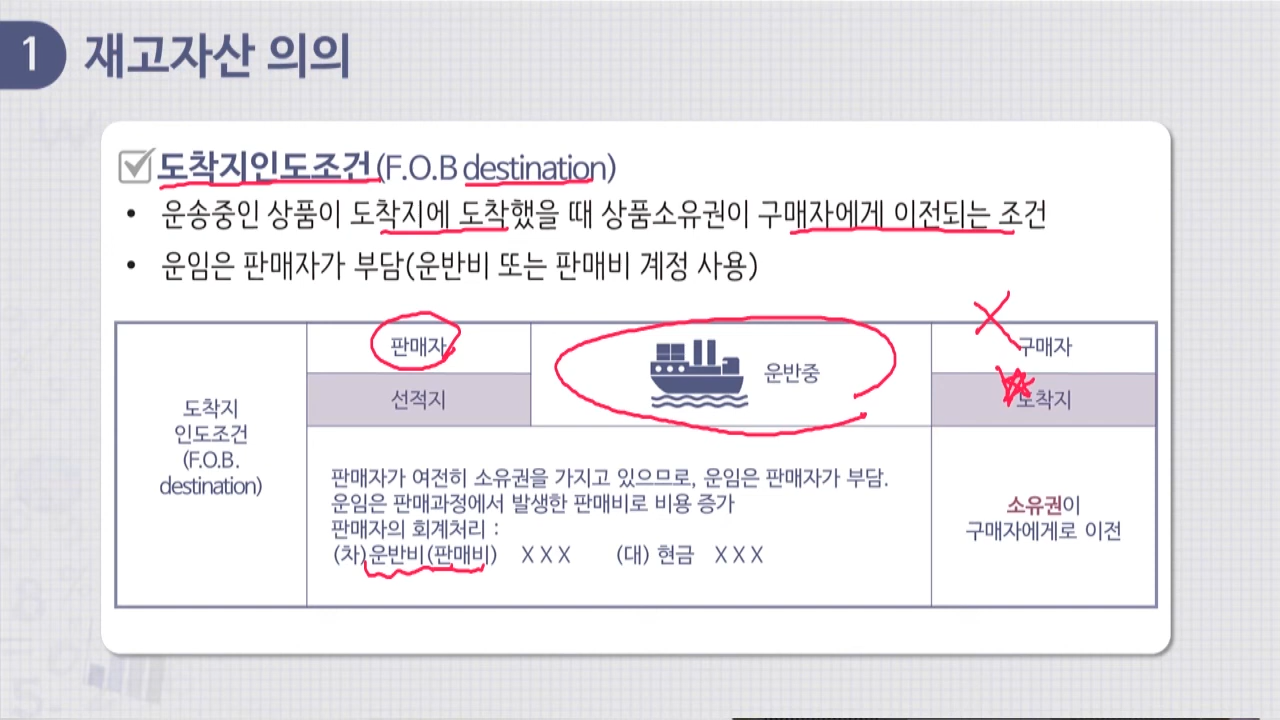 1 재고자산 의의
도착지인도조건(F.O.B destination)
• 운송중인 상품이 도착지에 도착했을 때 상품소유권이 구매자에게 이전되는 조건
• 운임은 판매자가 부담(운반비 또는 판매비 계정 사용)
도착지
인도조건
(F.O.B.
destination)
판매자
선적지
운반중
구매자
도착지
판매자가 여전히 소유권을 가지고 있으므로, 운임은 판매자가 부담.
운임은 판매과정에서 발생한 판매비로 비용 증가
판매자의 회계처리 :
(차)운반비(판매비) X X X (대) 현금 X X X
소유권이
구매자에게로 이전